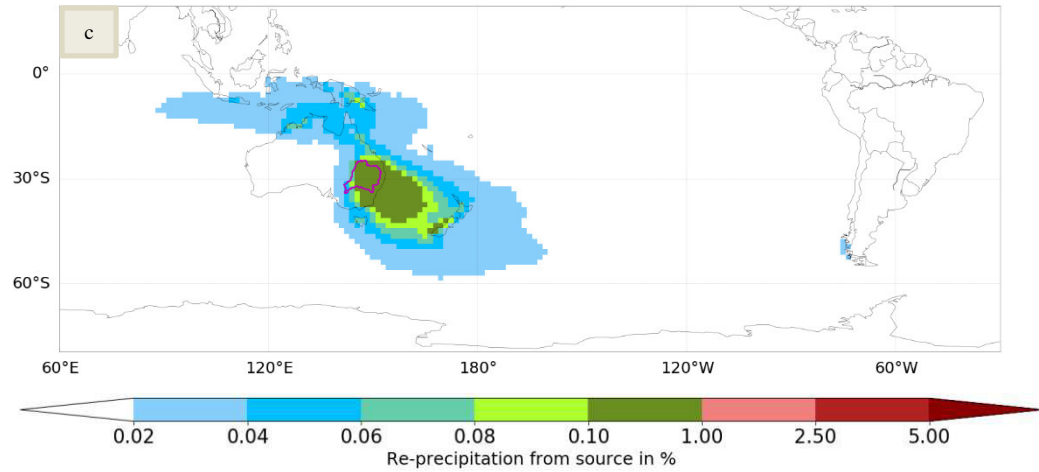 c
0°
30°S
60°S
60°E 120°E 180° 120°W 60°W
0.02 0.04 0.06 0.08 0.10 1.00 2.50 5.00
Re-precipitation from source in %